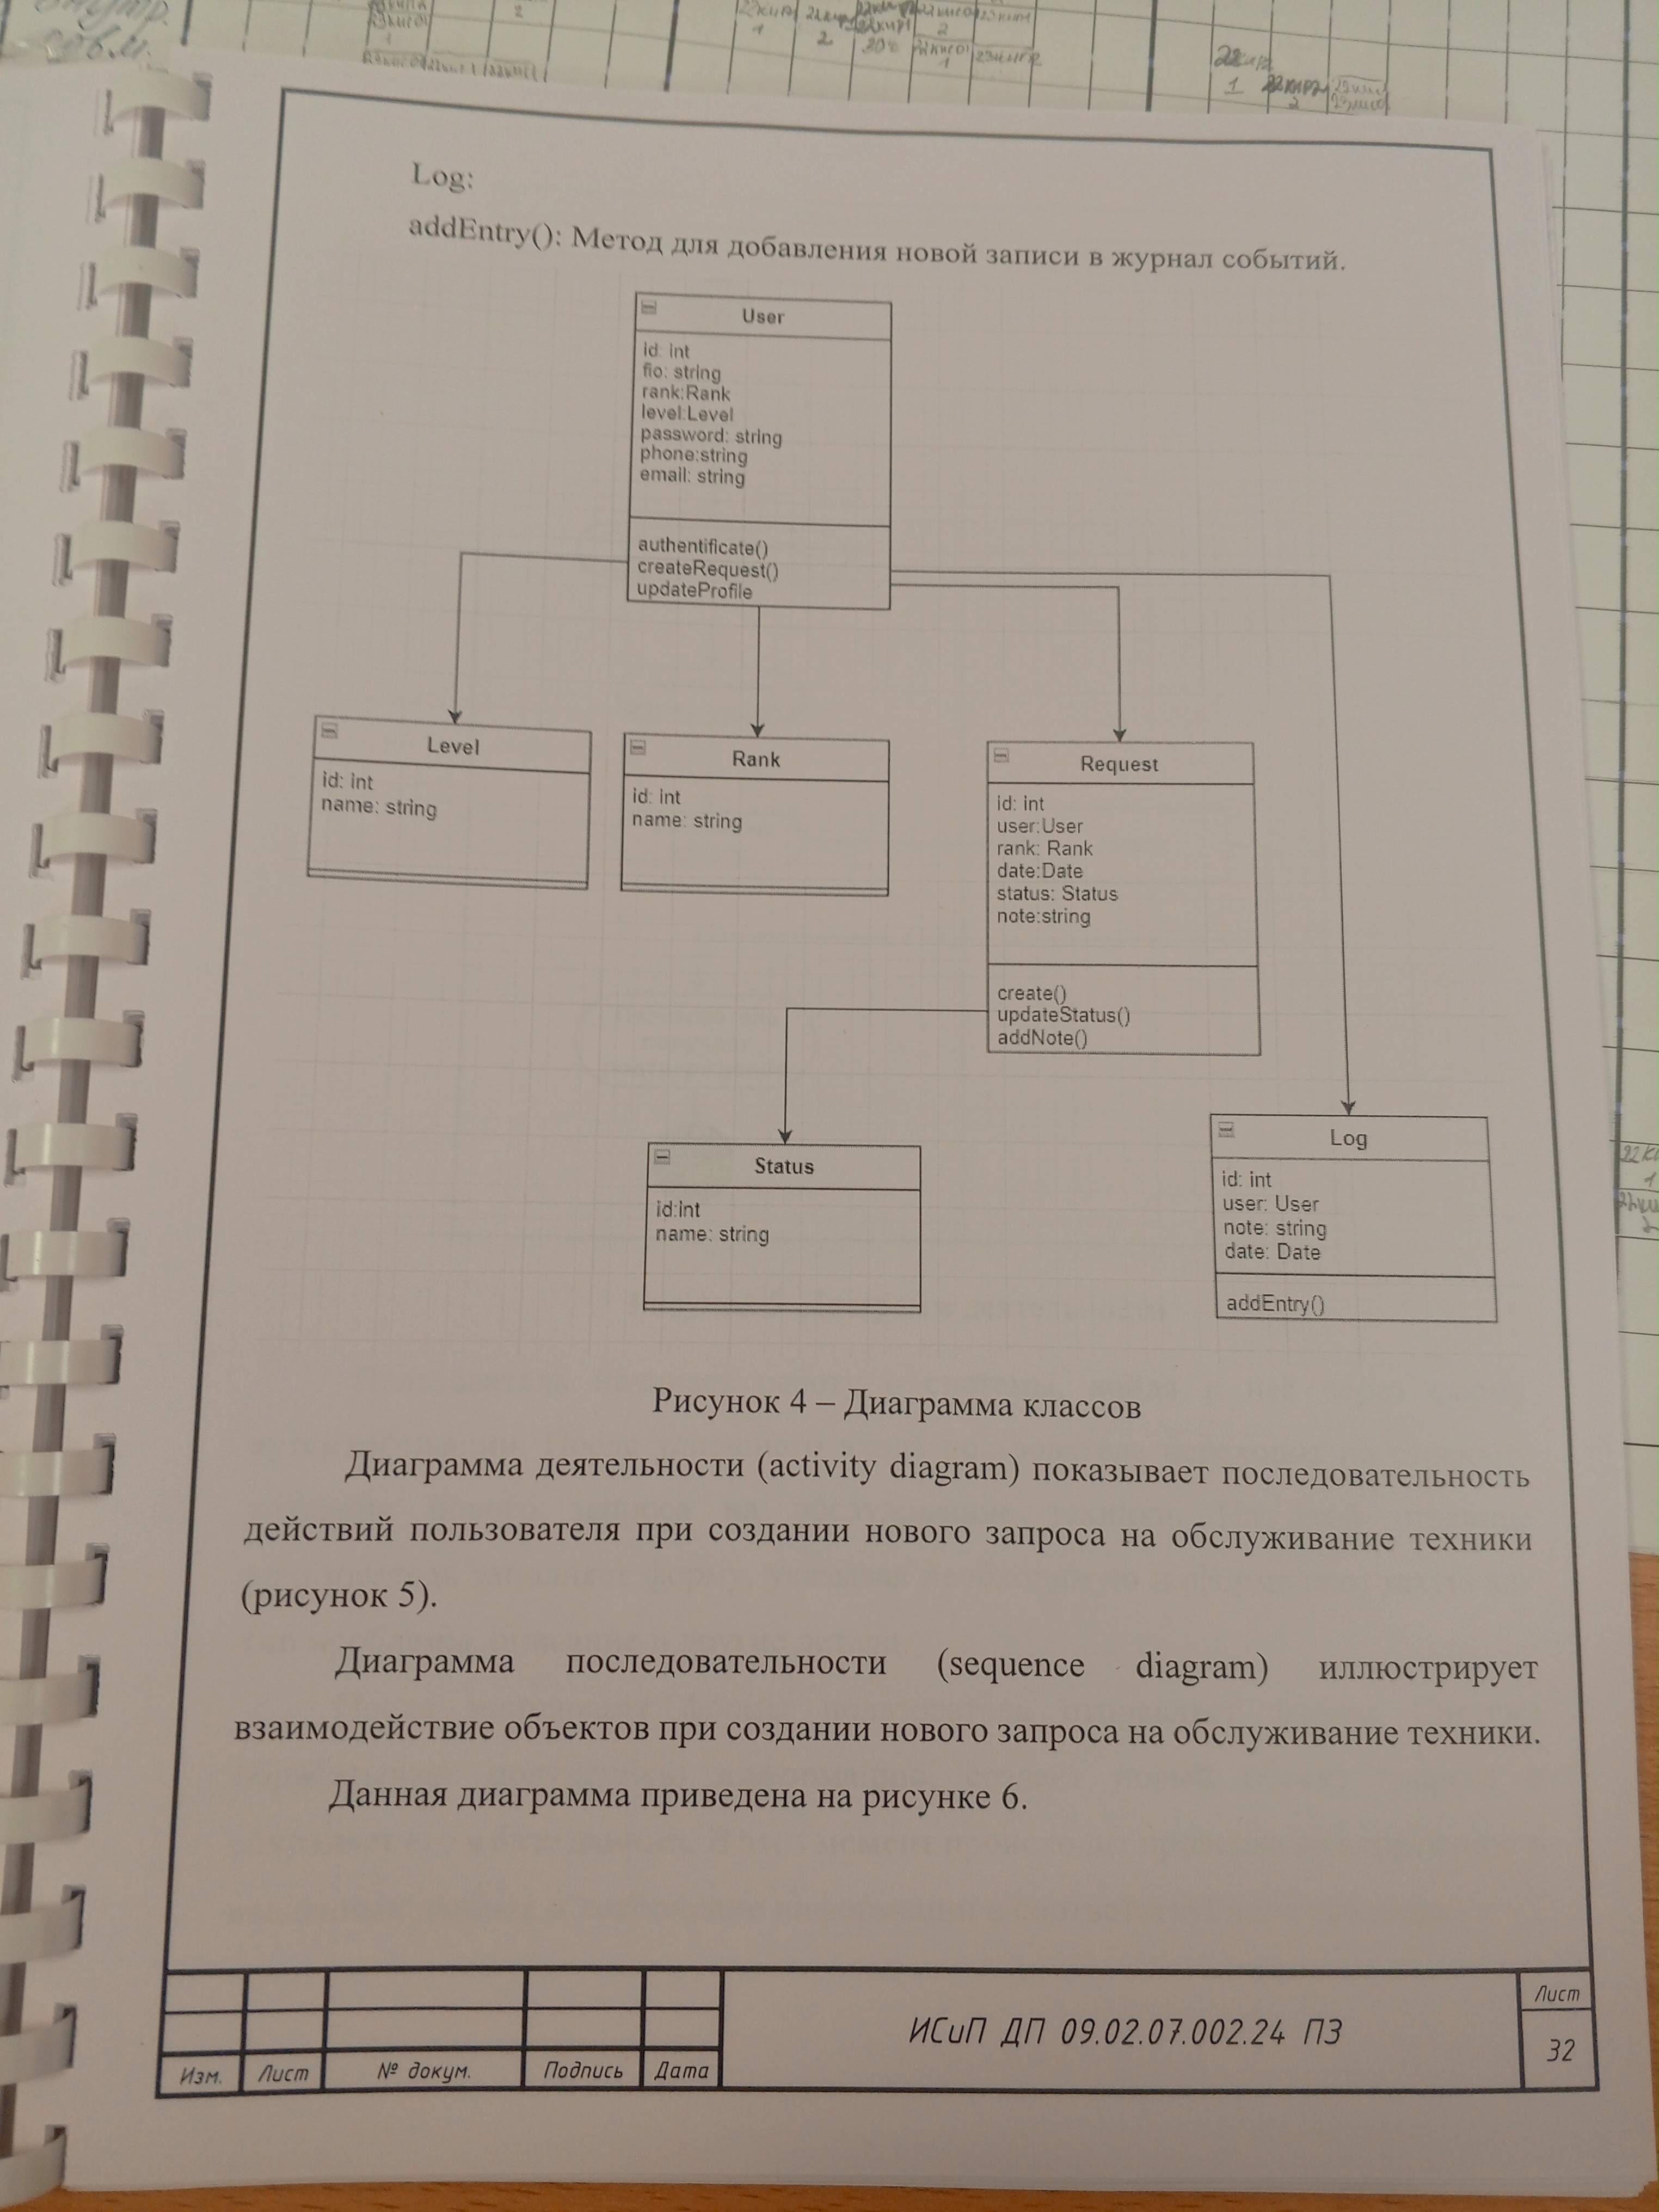 Log:
addEntry(): Метод для добавления новой записи в журнал событий.
User
id: int
fio: string
rank:Rank
level:Level
password: string
phone:string
email: string
authentificate()
createRequest()
updateProfile
Level
id: int
name: string
Rank
id: int
name: string
Request
id: int
user:User
rank: Rank
date:Date
status: Status
note:string
create()
updateStatus()
addNote()
Status
id:int
name: string
Log
id: int
user: User
note: string
date: Date
addEntry()
Рисунок 4 – Диаграмма классов
Диаграмма деятельности (activity diagram) показывает последовательность
действий пользователя при создании нового запроса на обслуживание техники
(рисунок 5).
Диаграмма последовательности (sequence diagram) иллюстрирует
взаимодействие объектов при создании нового запроса на обслуживание техники.
Данная диаграмма приведена на рисунке 6.
Изм. Лист № докум. Подпись Дата
ИСиП ДП 09.02.07.002.24 ПЗ
Лист
32